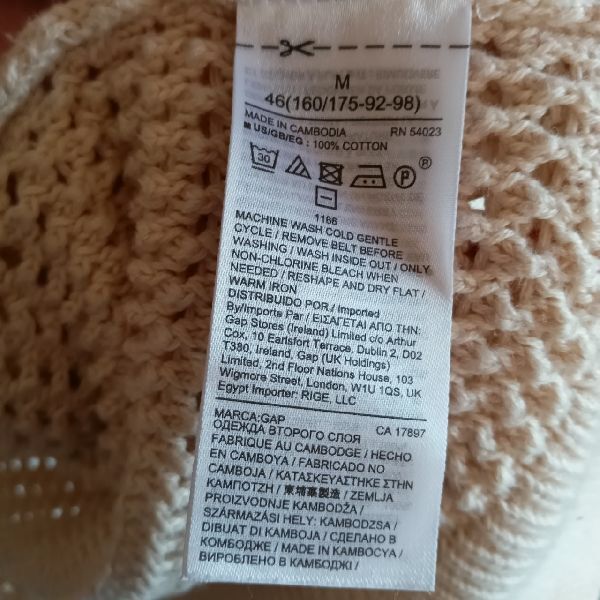 M
46(160/175-92-98)
MADE IN CAMBODIA RN 54023
US/GB/EG : 100% COTTON
30 P ®
1186
MACHINE WASH COLD GENTLE
CYCLE / REMOVE BELT BEFORE
WASHING / WASH INSIDE OUT / ONLY
NON-CHLORINE BLEACH WHEN
NEEDED / RESHAPE AND DRY FLAT /
WARM IRON
DISTRIBUIDO POR / Imported
By/Importe Par / ΕΙΣΑΓΕΤΑΙ ΑΠΟ ΤΗΝ:
Gap Stores (Ireland) Limited c/o Arthur
Cox, 10 Earlsfort Terrace, Dublin 2, D02
T380, Ireland, Gap (UK Holdings)
Limited, 2nd Floor Nations House, 103
Wigmore Street, London, W1U 1QS, UK
Egypt Importer: RIGE, LLC
MARCA:GAP CA 17897
ОДЕЖДА ВТОРОГО СЛОЯ
FABRIQUE AU CAMBODGE / HECHO
EN CAMBOYA / FABRICADO NO
CAMBOJA / ΚΑΤΑΣΚΕΥΑΣΤΗΚΕ ΣΤΗΝ
ΚΑΜΠΟΤΖΗ / 柬埔寨製造 / ZEMLJA
PROIZVODNJE KAMBODŽA /
SZÁRMAZÁSI HELY: KAMBODZSA /
DIBUAT DI KAMBOJA / СДЕЛАНО В
КОМБОДЖЕ / MADE IN KAMBOCYA /
ВИРОБЛЕНО В КАМБОДЖІ /